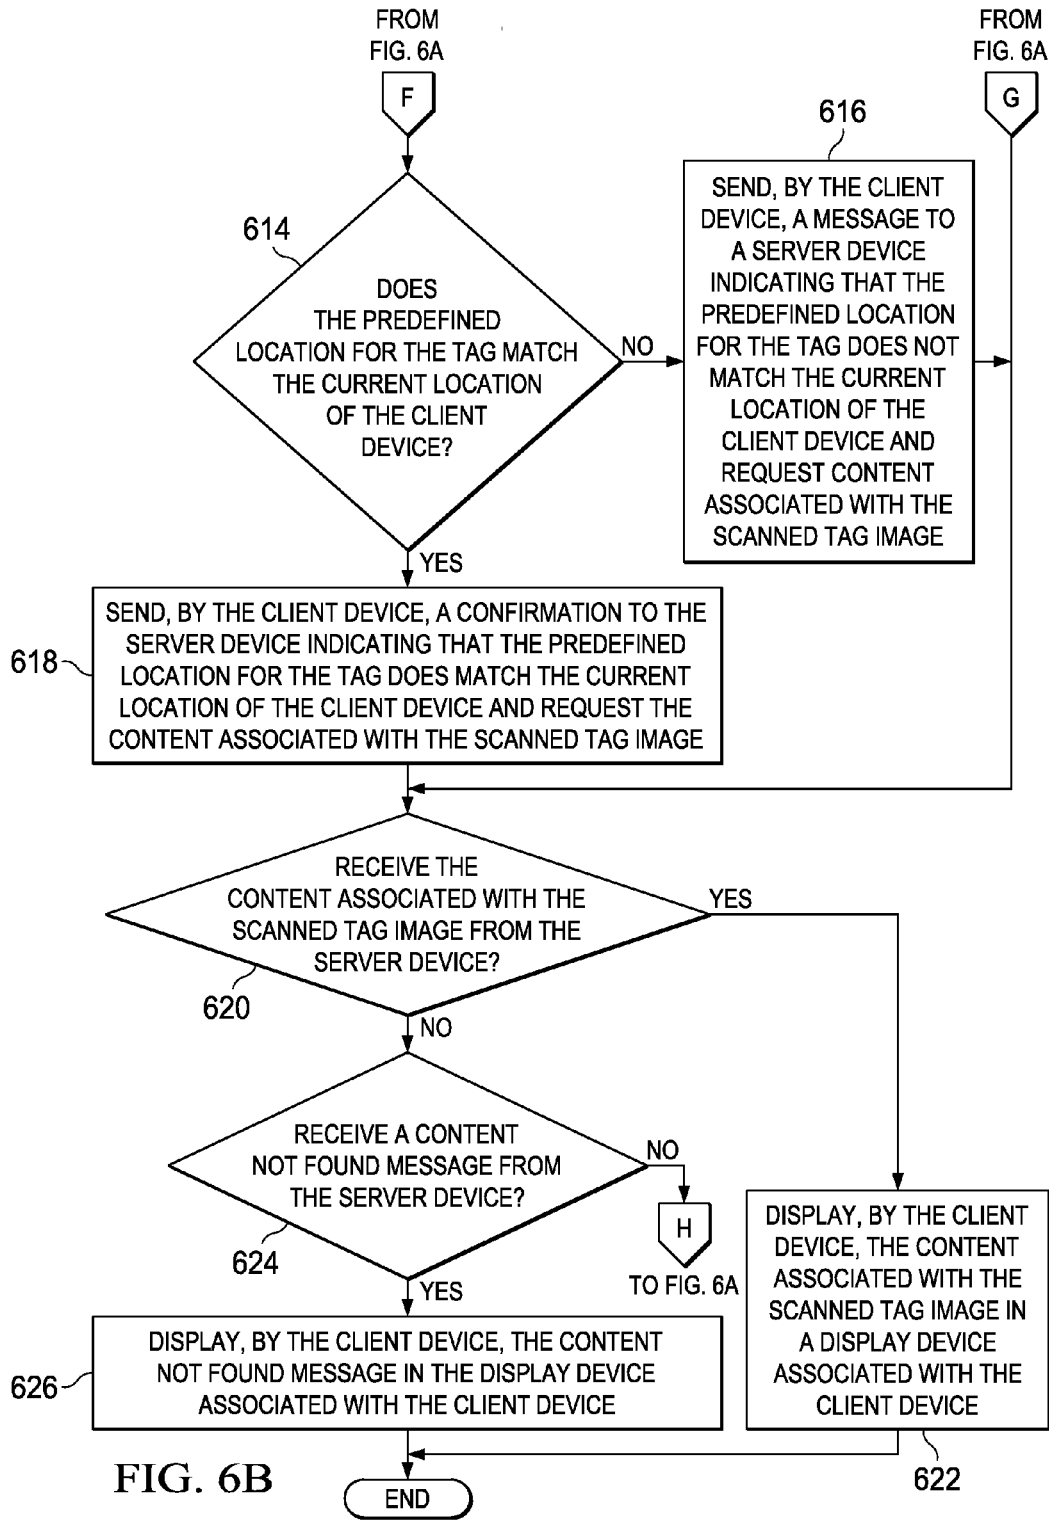 FROM
FIG. 6A
F
FROM
FIG. 6A
G
614
DOES
THE PREDEFINED
LOCATION FOR THE TAG MATCH
THE CURRENT LOCATION
OF THE CLIENT
DEVICE?
NO
616
SEND, BY THE CLIENT
DEVICE, A MESSAGE TO
A SERVER DEVICE
INDICATING THAT THE
PREDEFINED LOCATION
FOR THE TAG DOES NOT
MATCH THE CURRENT
LOCATION OF THE
CLIENT DEVICE AND
REQUEST CONTENT
ASSOCIATED WITH THE
SCANNED TAG IMAGE
YES
618
SEND, BY THE CLIENT DEVICE, A CONFIRMATION TO THE
SERVER DEVICE INDICATING THAT THE PREDEFINED
LOCATION FOR THE TAG DOES MATCH THE CURRENT
LOCATION OF THE CLIENT DEVICE AND REQUEST THE
CONTENT ASSOCIATED WITH THE SCANNED TAG IMAGE
RECEIVE THE
CONTENT ASSOCIATED WITH THE
SCANNED TAG IMAGE FROM THE
SERVER DEVICE?
YES
620
NO
RECEIVE A CONTENT
NOT FOUND MESSAGE FROM
THE SERVER DEVICE?
NO
H
TO FIG. 6A
624
YES
DISPLAY, BY THE CLIENT
DEVICE, THE CONTENT
ASSOCIATED WITH THE
SCANNED TAG IMAGE IN
A DISPLAY DEVICE
ASSOCIATED WITH THE
CLIENT DEVICE
622
626
DISPLAY, BY THE CLIENT DEVICE, THE CONTENT
NOT FOUND MESSAGE IN THE DISPLAY DEVICE
ASSOCIATED WITH THE CLIENT DEVICE
FIG. 6B
END